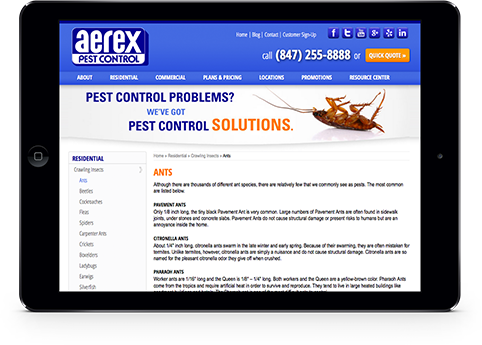 aerex
PEST CONTROL
Home | Blog | Contact | Customer Sign-Up
call (847) 255-8888 or QUICK QUOTE »
ABOUT RESIDENTIAL COMMERCIAL PLANS & PRICING LOCATIONS PROMOTIONS RESOURCE CENTER
PEST CONTROL PROBLEMS?
WE'VE GOT
PEST CONTROL SOLUTIONS.
RESIDENTIAL
Crawling Insects
Ants
Beetles
Cockroaches
Fleas
Spiders
Carpenter Ants
Crickets
Boxelders
Ladybugs
Earwigs
Silverfish
Home » Residential » Crawling Insects » Ants
ANTS
Although there are thousands of different ant species, there are relatively few that we commonly see as pests. The most common
are listed below.
PAVEMENT ANTS
Only 1/8 inch long, the tiny black Pavement Ant is very common. Large numbers of Pavement Ants are often found in sidewalk
joints, under stones and concrete slabs. Pavement Ants do not cause structural damage or present risks to humans but are an
annoyance inside the home.
CITRONELLA ANTS
About 1/4" inch long, citronella ants swarm in the late winter and early spring. Because of their swarming, they are often mistaken for
termites. Unlike termites, however, citronella ants are simply a nuisance and do not cause structural damage. Citronella ants are so
named for the pleasant citronella odor they give off when crushed.
PHARAOH ANTS
Worker ants are 1/16" long and the Queen is 1/8" – 1/4" long. Both workers and the Queen are a yellow-brown color. Pharaoh Ants
come from the tropics and require artificial heat in order to survive and reproduce. They tend to live in large heated buildings like